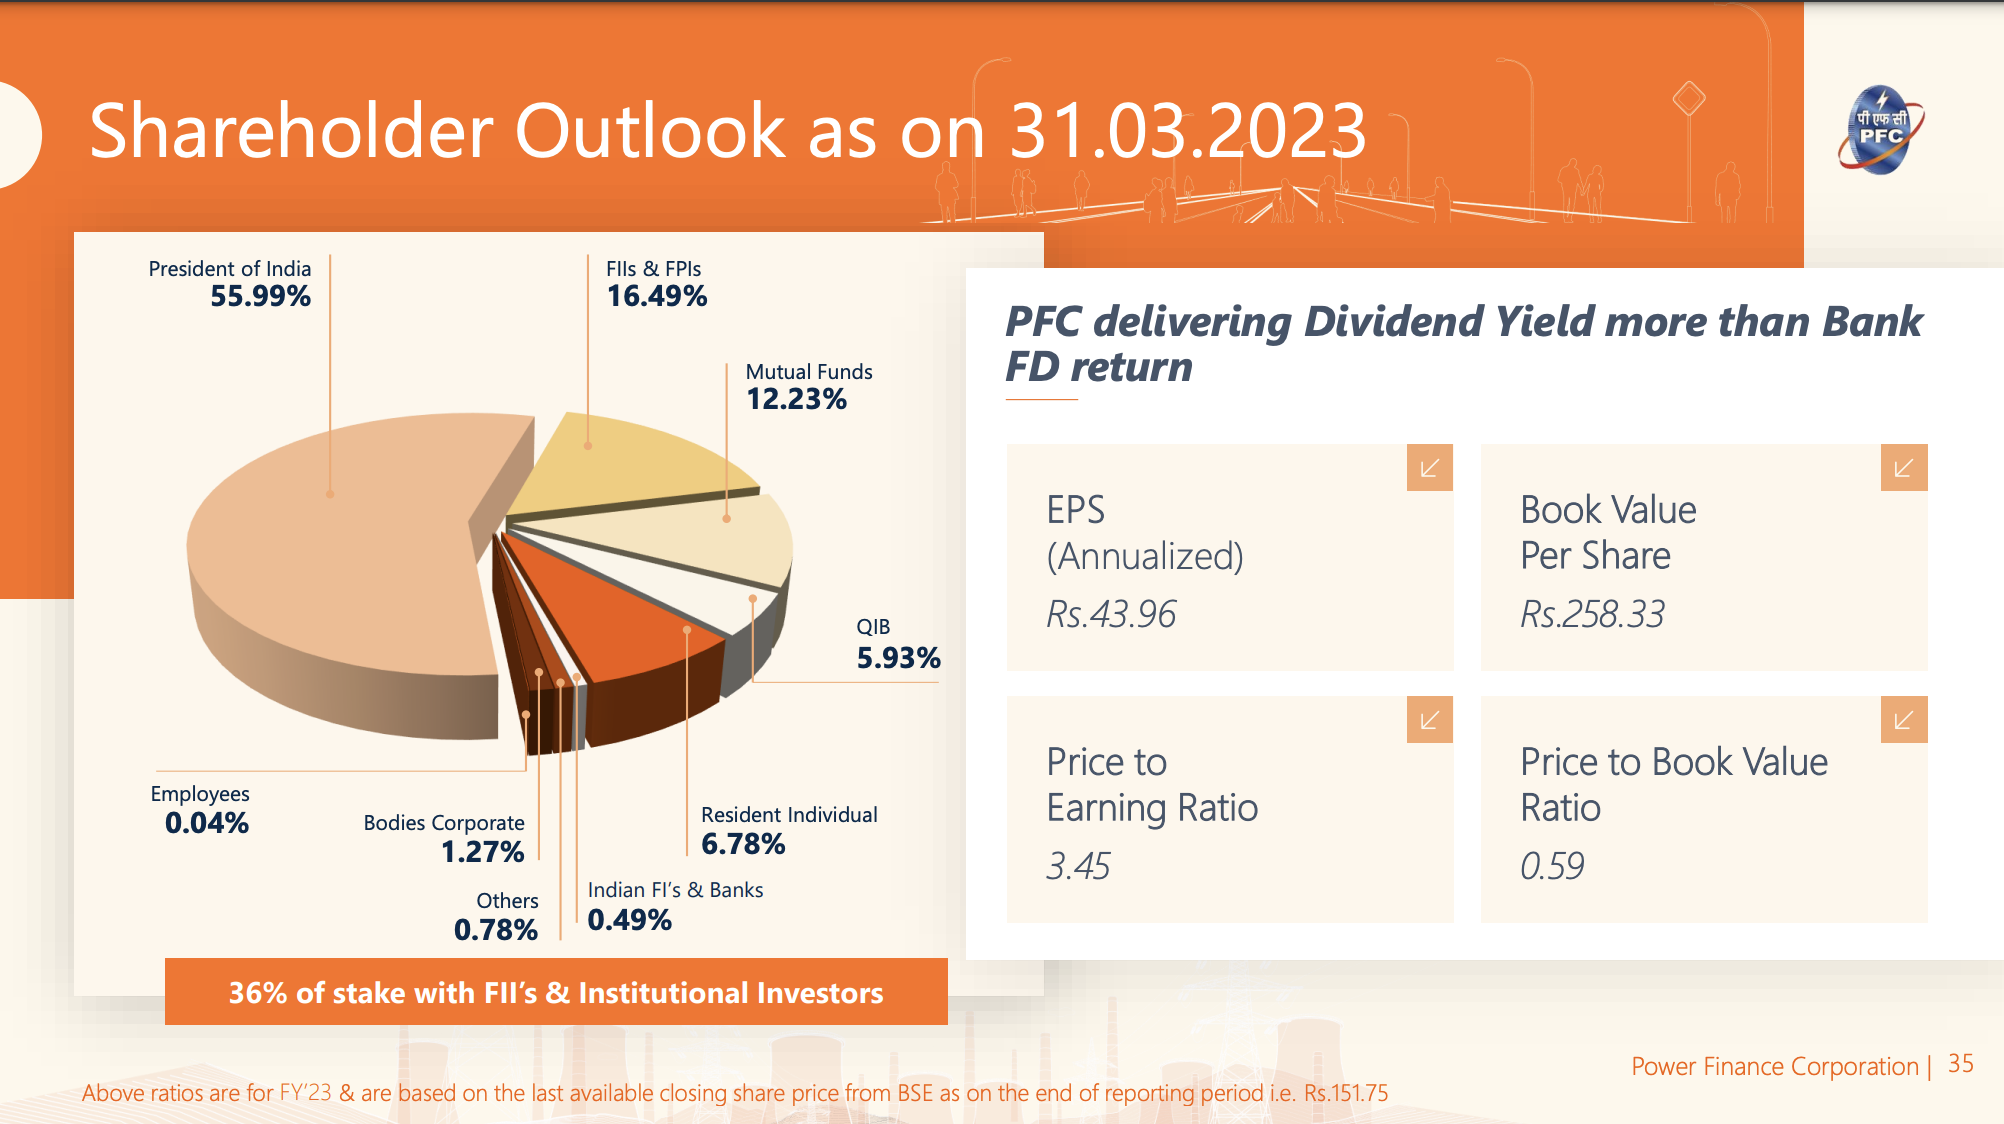 Shareholder Outlook as on 31.03.2023
पी एफ सी
PFC
President of India
55.99%
FIIs & FPIs
16.49%
Mutual Funds
12.23%
QIB
5.93%
Resident Individual
6.78%
Indian FI's & Banks
0.49%
Others
0.78%
Bodies Corporate
1.27%
Employees
0.04%
36% of stake with FII's & Institutional Investors
PFC delivering Dividend Yield more than Bank
FD return
EPS
(Annualized)
Rs.43.96
Book Value
Per Share
Rs.258.33
Price to
Earning Ratio
3.45
Price to Book Value
Ratio
0.59
Power Finance Corporation | 35
Above ratios are for FY'23 & are based on the last available closing share price from BSE as on the end of reporting period i.e. Rs.151.75